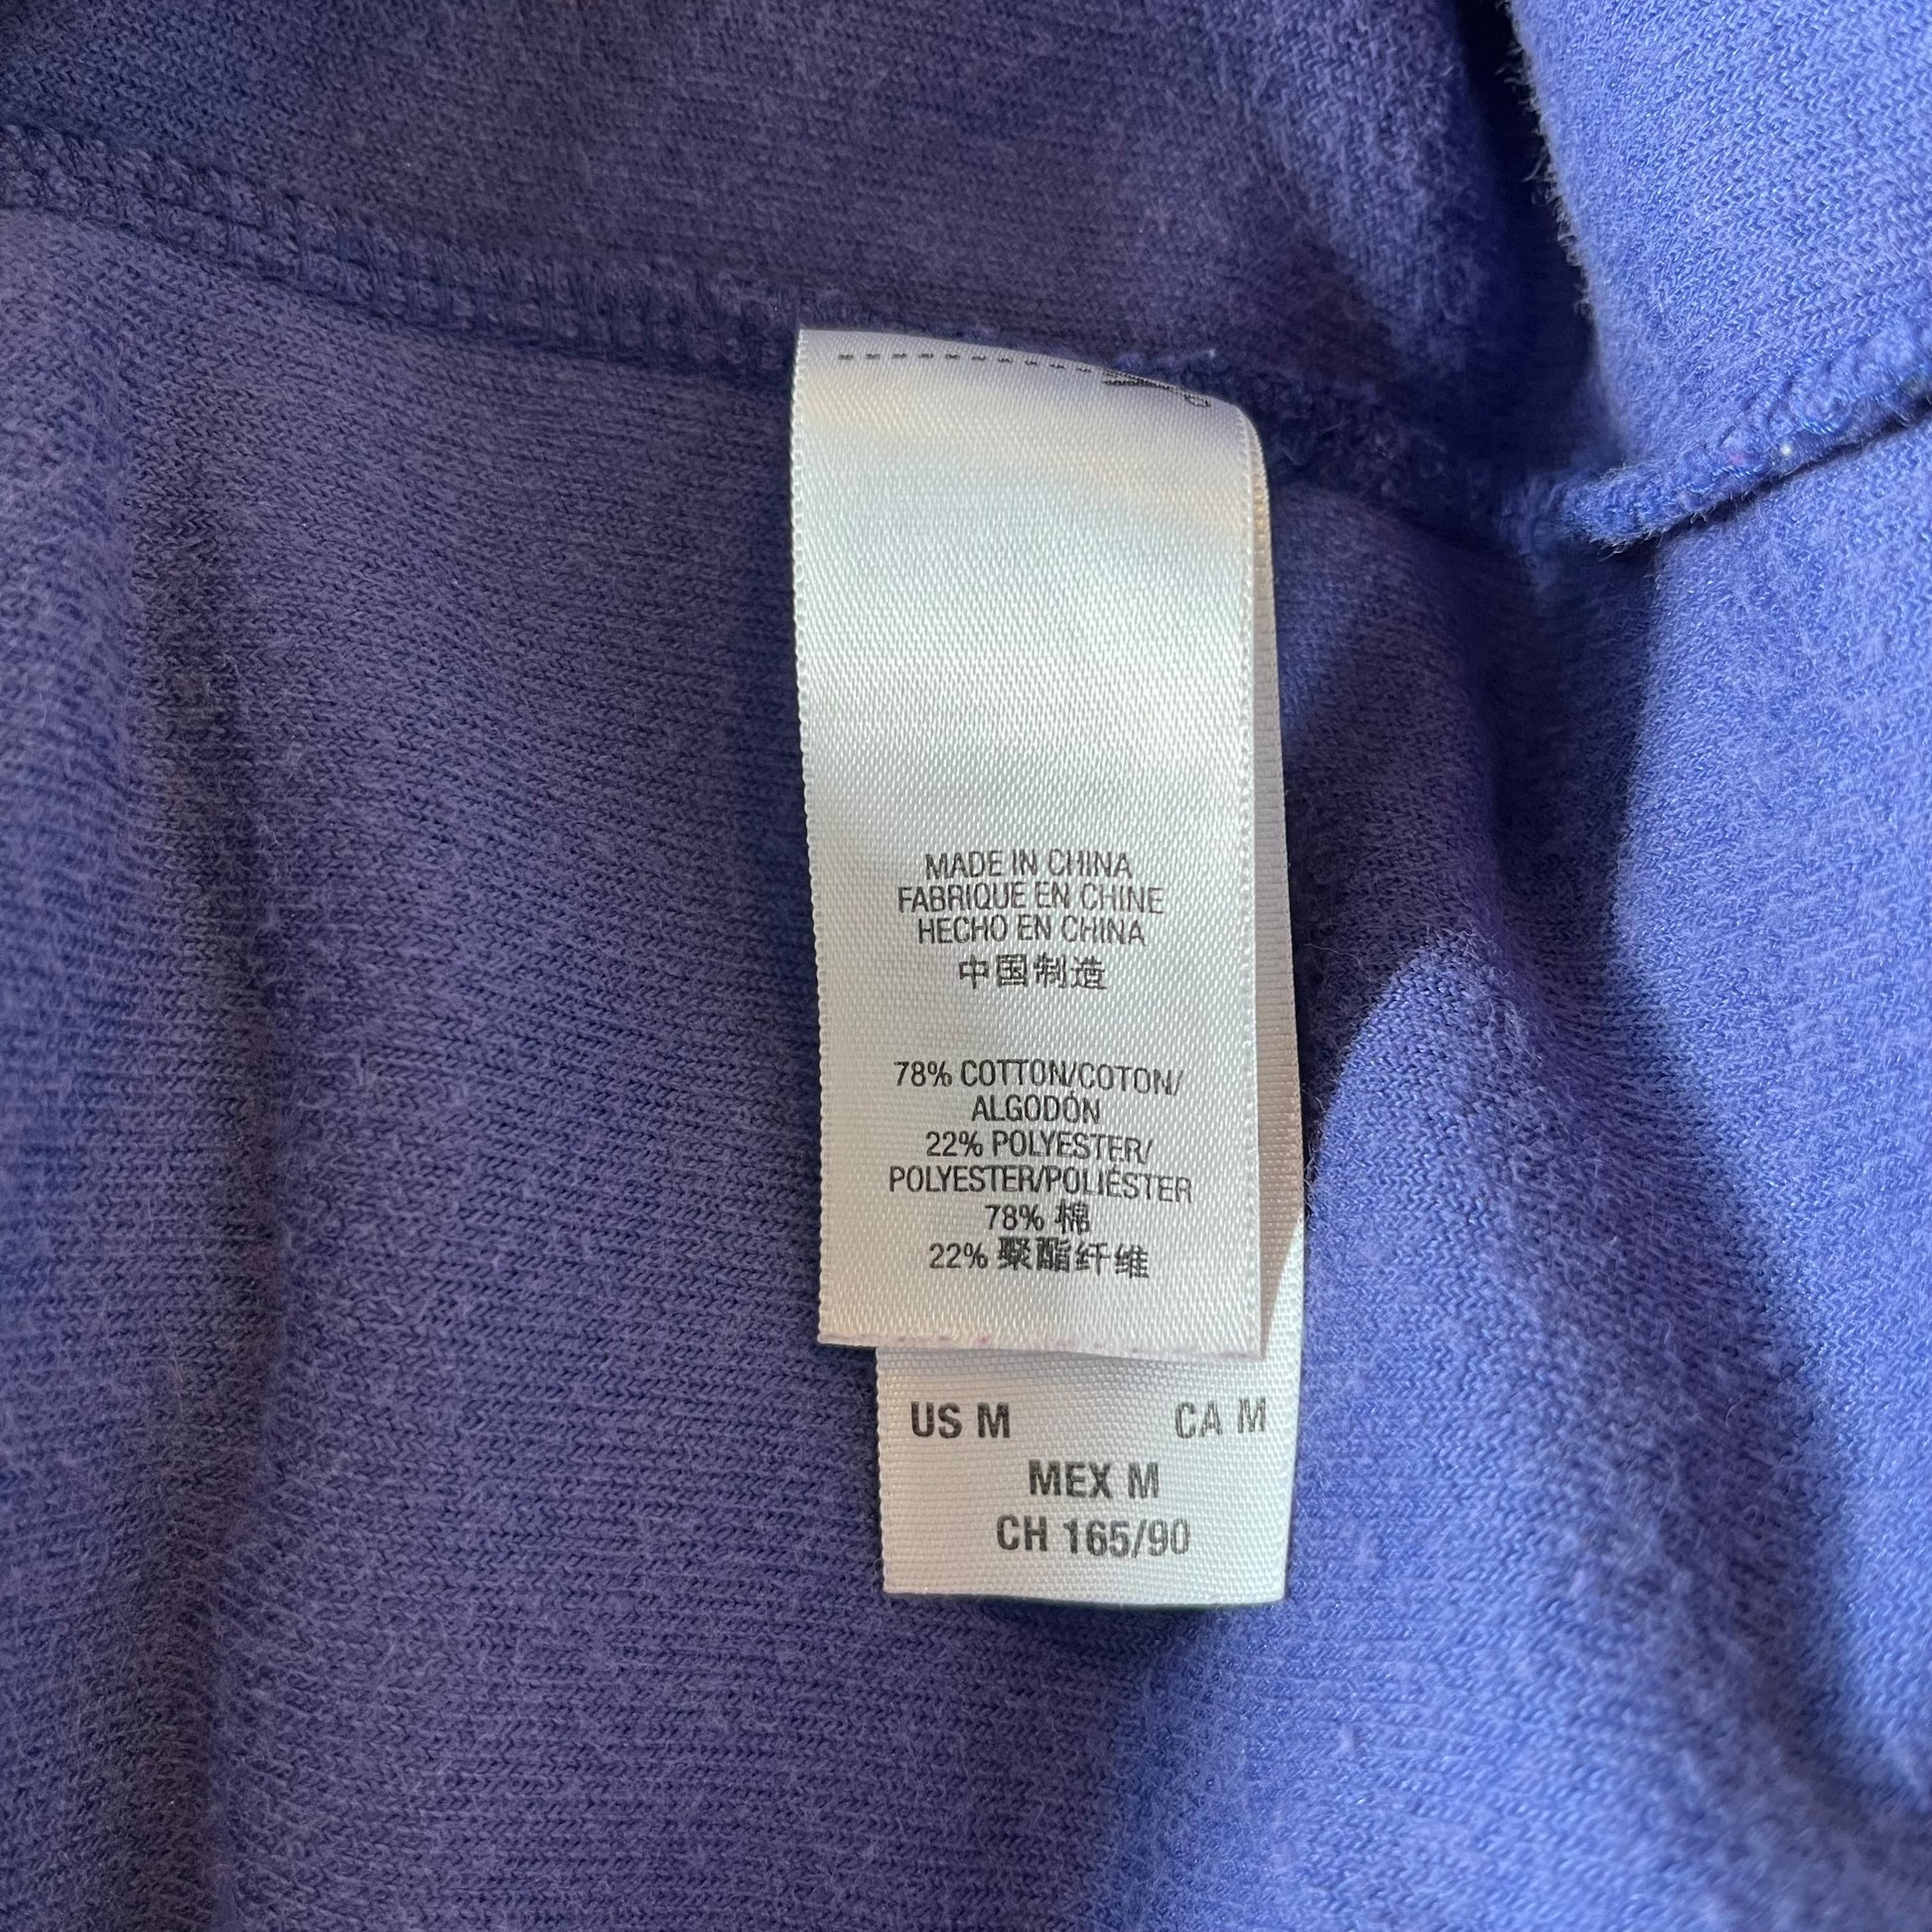 MADE IN CHINA
FABRIQUE EN CHINE
HECHO EN CHINA
中国制造
78% COTTON/COTON/
ALGODÓN
22% POLYESTER/
POLYESTER/POLIÉSTER
78% 棉
22% 聚酯纤维
US M CA M
MEX M
CH 165/90